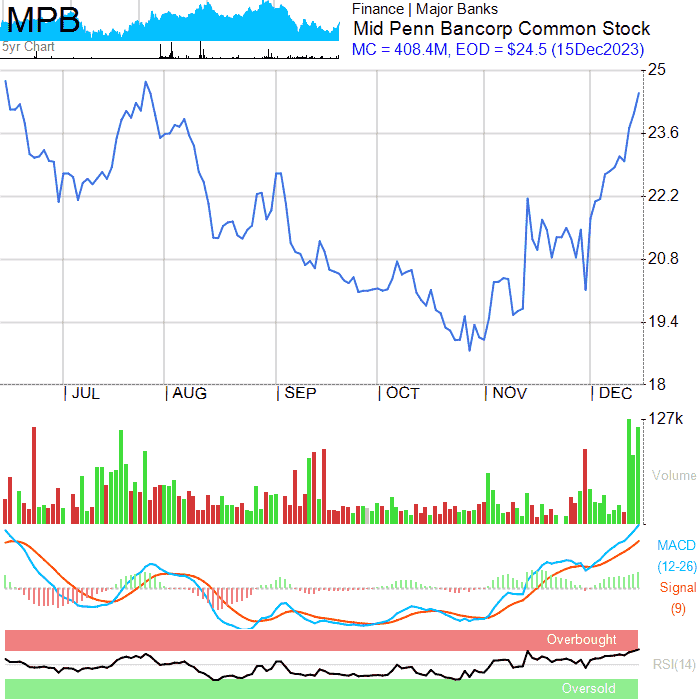 MPB
5yr Chart
Finance | Major Banks
Mid Penn Bancorp Common Stock
MC = 408.4M, EOD = $24.5 (15Dec2023)
25
23.6
22.2
20.8
19.4
18
| JUL | AUG | SEP | OCT | NOV | DEC
127k
Volume
MACD
(12-26)
Signal
(9)
Overbought
RSI(14)
Oversold